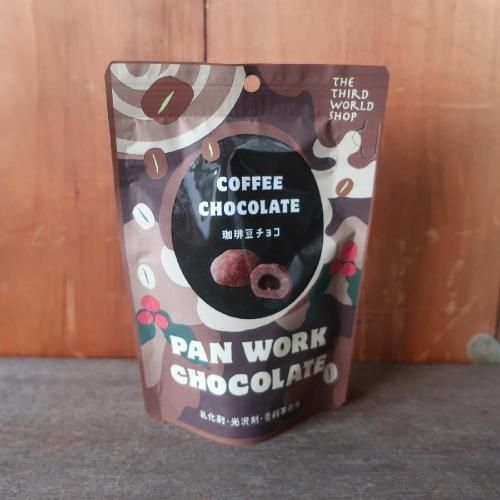 THE
THIRD
WORLD
SHOP
COFFEE
CHOCOLATE
珈琲豆チョコ
PAN WORK
CHOCOLATE
乳化剤・光沢剤・香料不使用